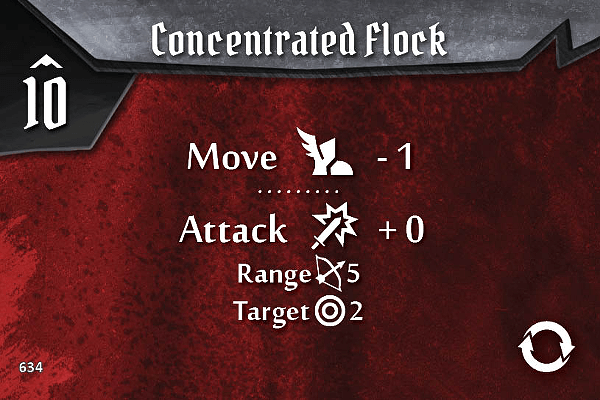 Concentrated Flock
10
Move - 1
Attack + 0
Range 5
Target 2
634